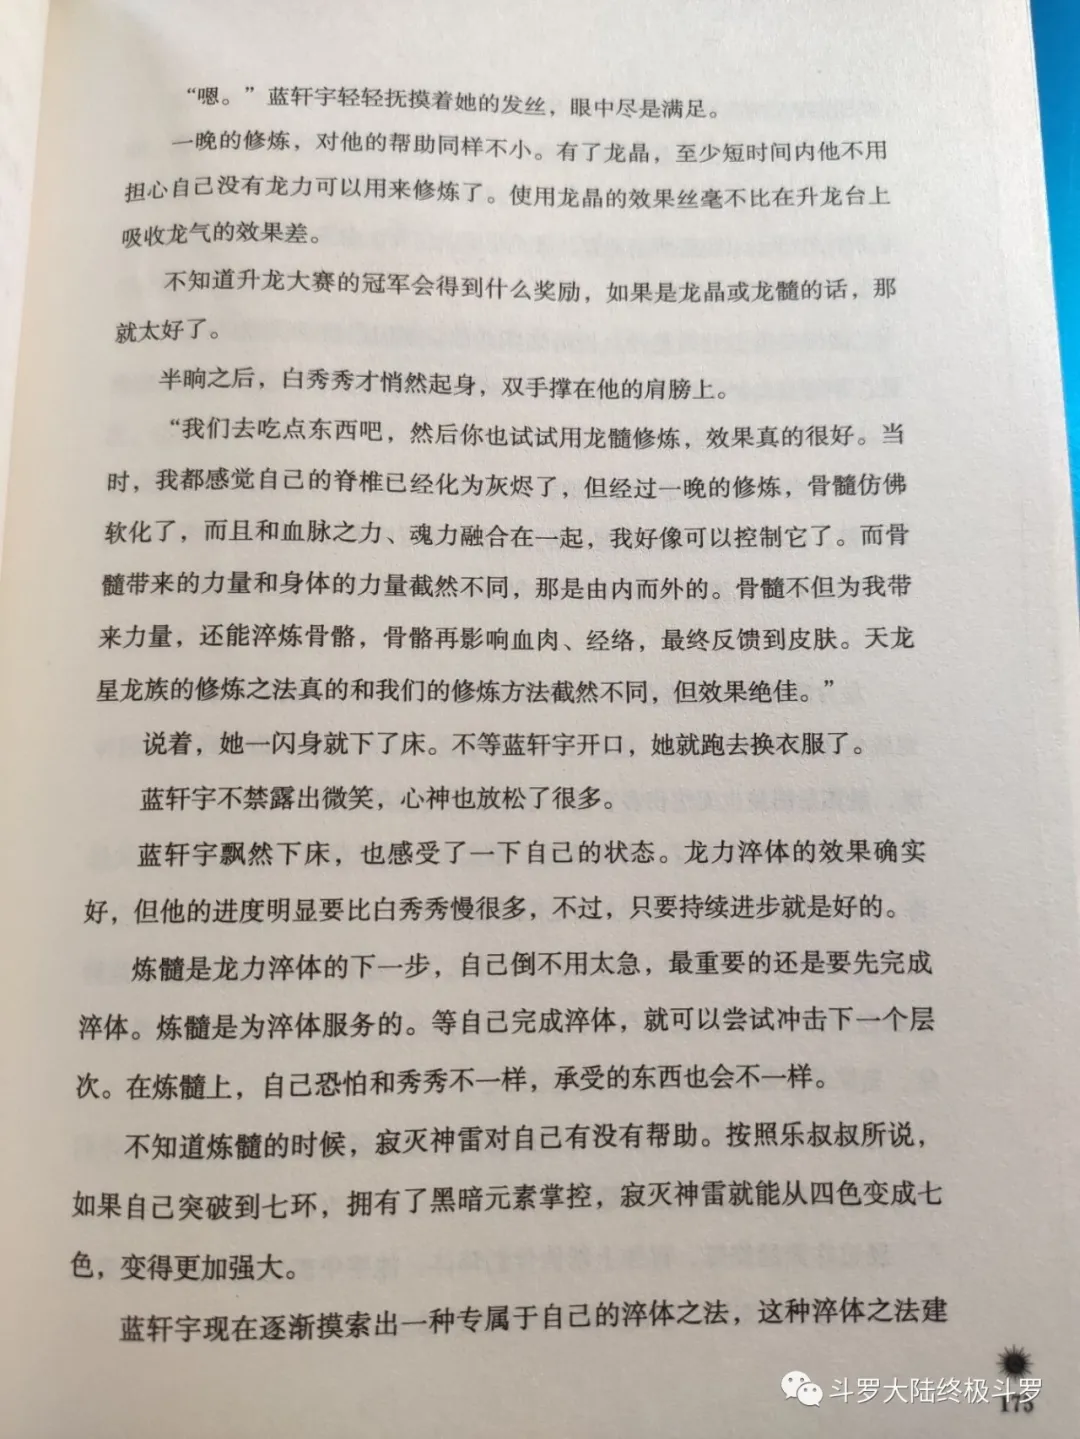 “嗯。”蓝轩宇轻轻抚摸着她的发丝，眼中尽是满足。
一晚的修炼，对他的帮助同样不小。有了龙晶，至少短时间内他不用
担心自己没有龙力可以用来修炼了。使用龙晶的效果丝毫不比在升龙台上
吸收龙气的效果差。
不知道升龙大赛的冠军会得到什么奖励，如果是龙晶或龙髓的话，那
就太好了。
半晌之后，白秀秀才悄然起身，双手撑在他的肩膀上。
“我们去吃点东西吧，然后你也试试用龙髓修炼，效果真的很好。当
时，我都感觉自己的脊椎已经化为灰烬了，但经过一晚的修炼，骨髓仿佛
软化了，而且和血脉之力、魂力融合在一起，我好像可以控制它了。而骨
髓带来的力量和身体的力量截然不同，那是由内而外的。骨髓不但为我带
来力量，还能淬炼骨骼，骨骼再影响血肉、经络，最终反馈到皮肤。天龙
星龙族的修炼之法真的和我们的修炼方法截然不同，但效果绝佳。”
说着，她一闪身就下了床。不等蓝轩宇开口，她就跑去换衣服了。
蓝轩宇不禁露出微笑，心神也放松了很多。
蓝轩宇飘然下床，也感受了一下自己的状态。龙力淬体的效果确实
好，但他的进度明显要比白秀秀慢很多，不过，只要持续进步就是好的。
炼髓是龙力淬体的下一步，自己倒不用太急，最重要的还是要先完成
淬体。炼髓是为淬体服务的。等自己完成淬体，就可以尝试冲击下一个层
次。在炼髓上，自己恐怕和秀秀不一样，承受的东西也会不一样。
不知道炼髓的时候，寂灭神雷对自己有没有帮助。按照乐叔叔所说，
如果自己突破到七环，拥有了黑暗元素掌控，寂灭神雷就能从四色变成七
色，变得更加强大。
蓝轩宇现在逐渐摸索出一种专属于自己的淬体之法，这种淬体之法建
斗罗大陆终极斗罗
173